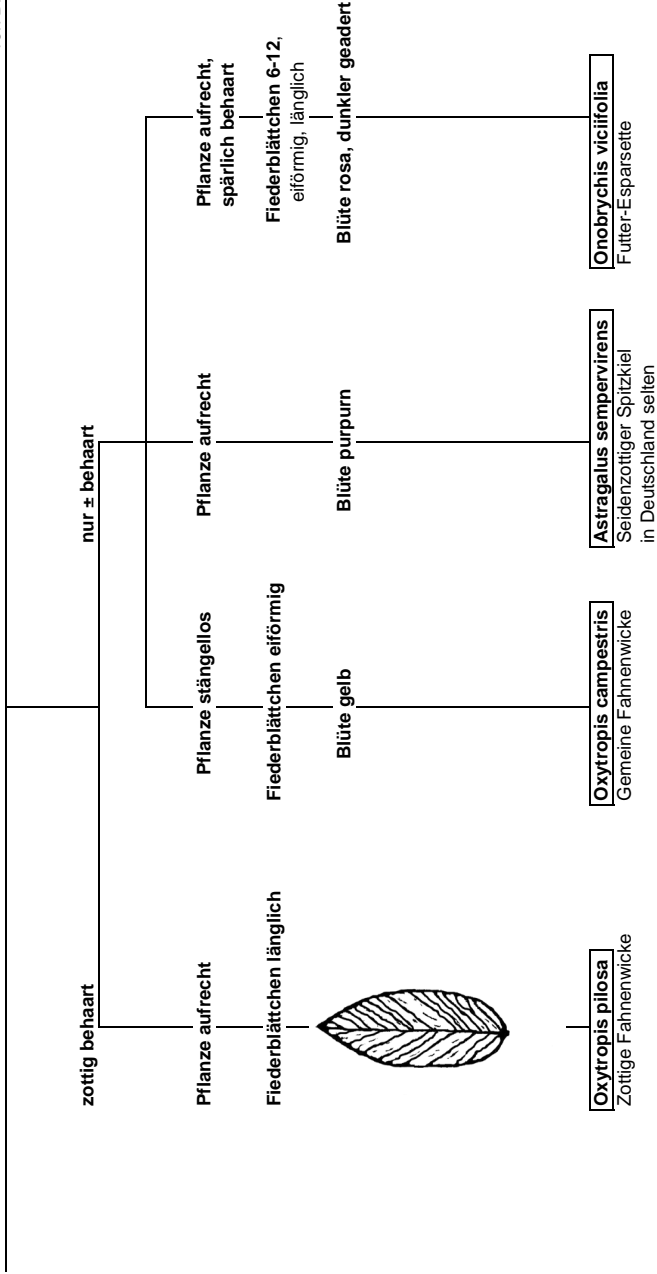 zottig behaart
nur ± behaart
Pflanze aufrecht
Fiederblättchen länglich
Oxytropis pilosa
Zottige Fahnenwicke
Pflanze stängellos
Fiederblättchen eiförmig
Blüte gelb
Oxytropis campestris
Gemeine Fahnenwicke
Pflanze aufrecht
Blüte purpurn
Astragalus sempervirens
Seidenzottiger Spitzkiel
in Deutschland selten
Pflanze aufrecht,
spärlich behaart
Fiederblättchen 6-12,
eiförmig, länglich
Blüte rosa, dunkler geadert
Onobrychis viciifolia
Futter-Esparsette